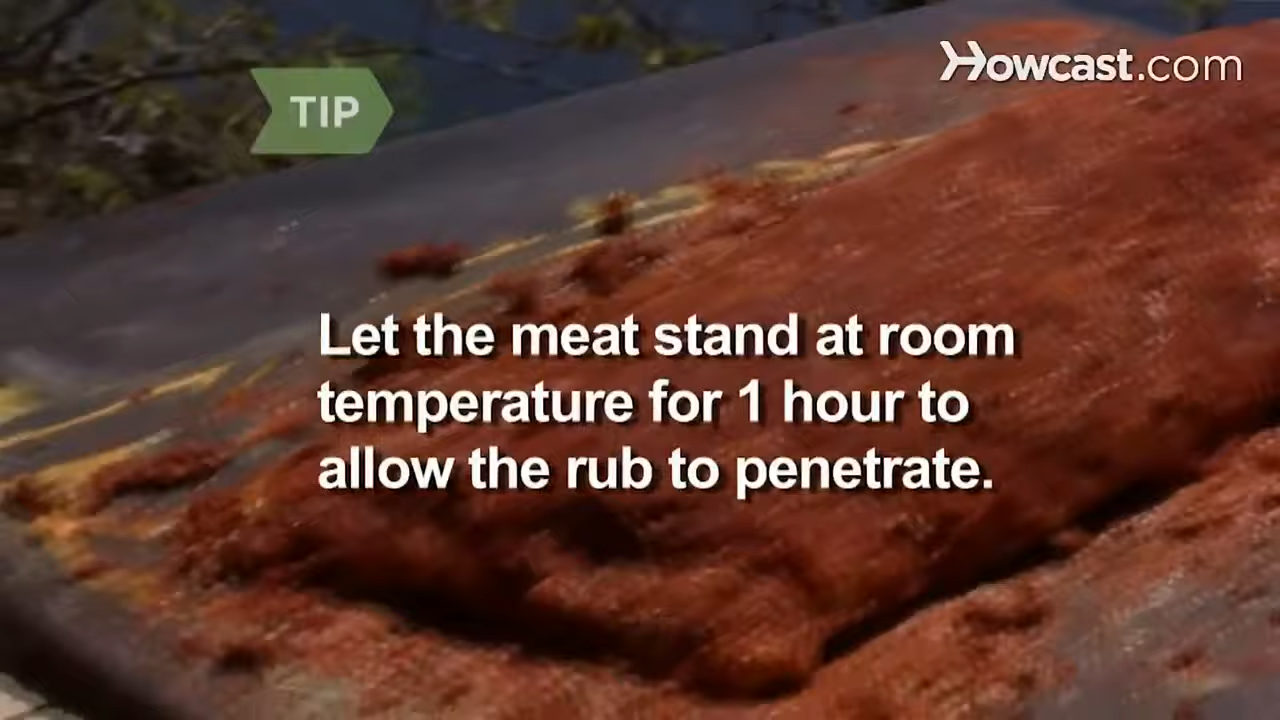 Howcast.com
TIP
Let the meat stand at room
temperature for 1 hour to
allow the rub to penetrate.